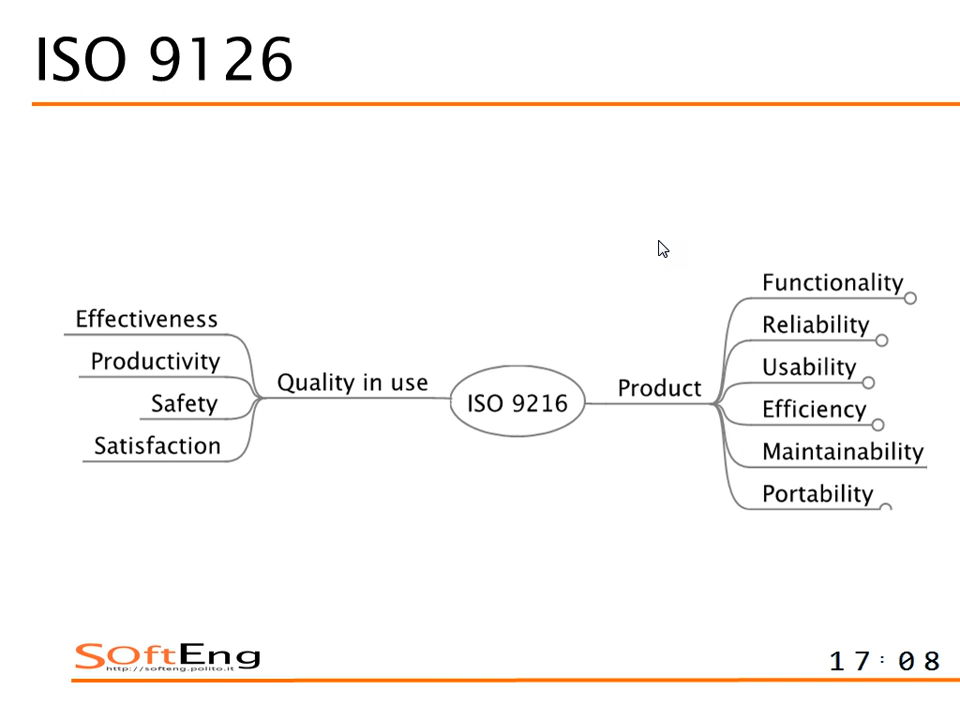 ISO 9126
Effectiveness
Productivity
Safety
Satisfaction
Quality in use
ISO 9216
Product
Functionality
Reliability
Usability
Efficiency
Maintainability
Portability
SOftEng
http://softeng.polito.it
17:08